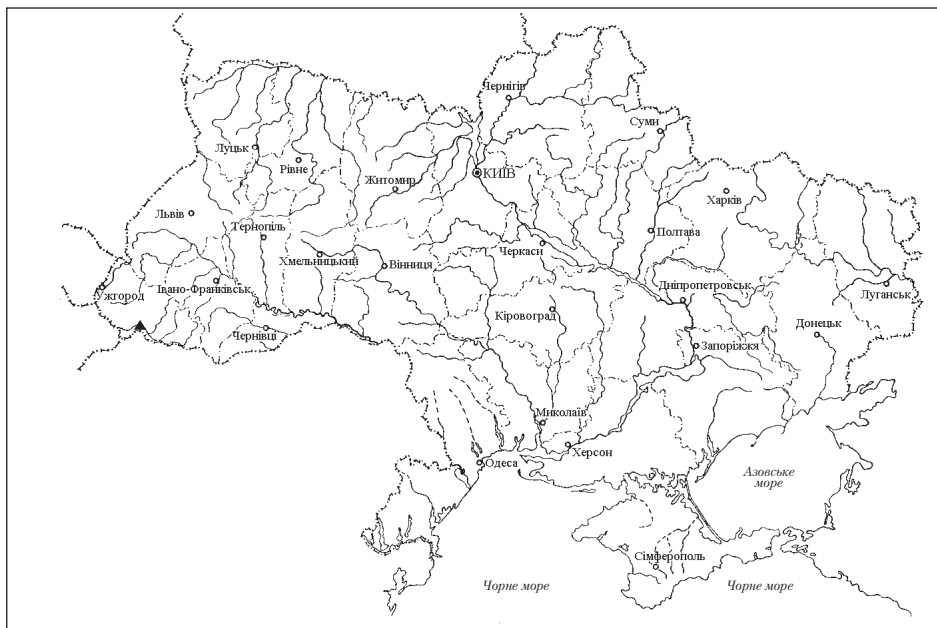 Чернігів
Суми
Луцьк
Рівне
КИЇВ
Житомир
Харків
Львів
Тернопіль
Полтава
Черкаси
Хмельницький
Вінниця
Ужгород
Івано-Франківськ
Дніпропетровськ
Луганськ
Кіровоград
Донецьк
Чернівці
Запоріжжя
Миколаїв
Херсон
Одеса
Азовське
море
Сімферополь
Чорне море
Чорне море